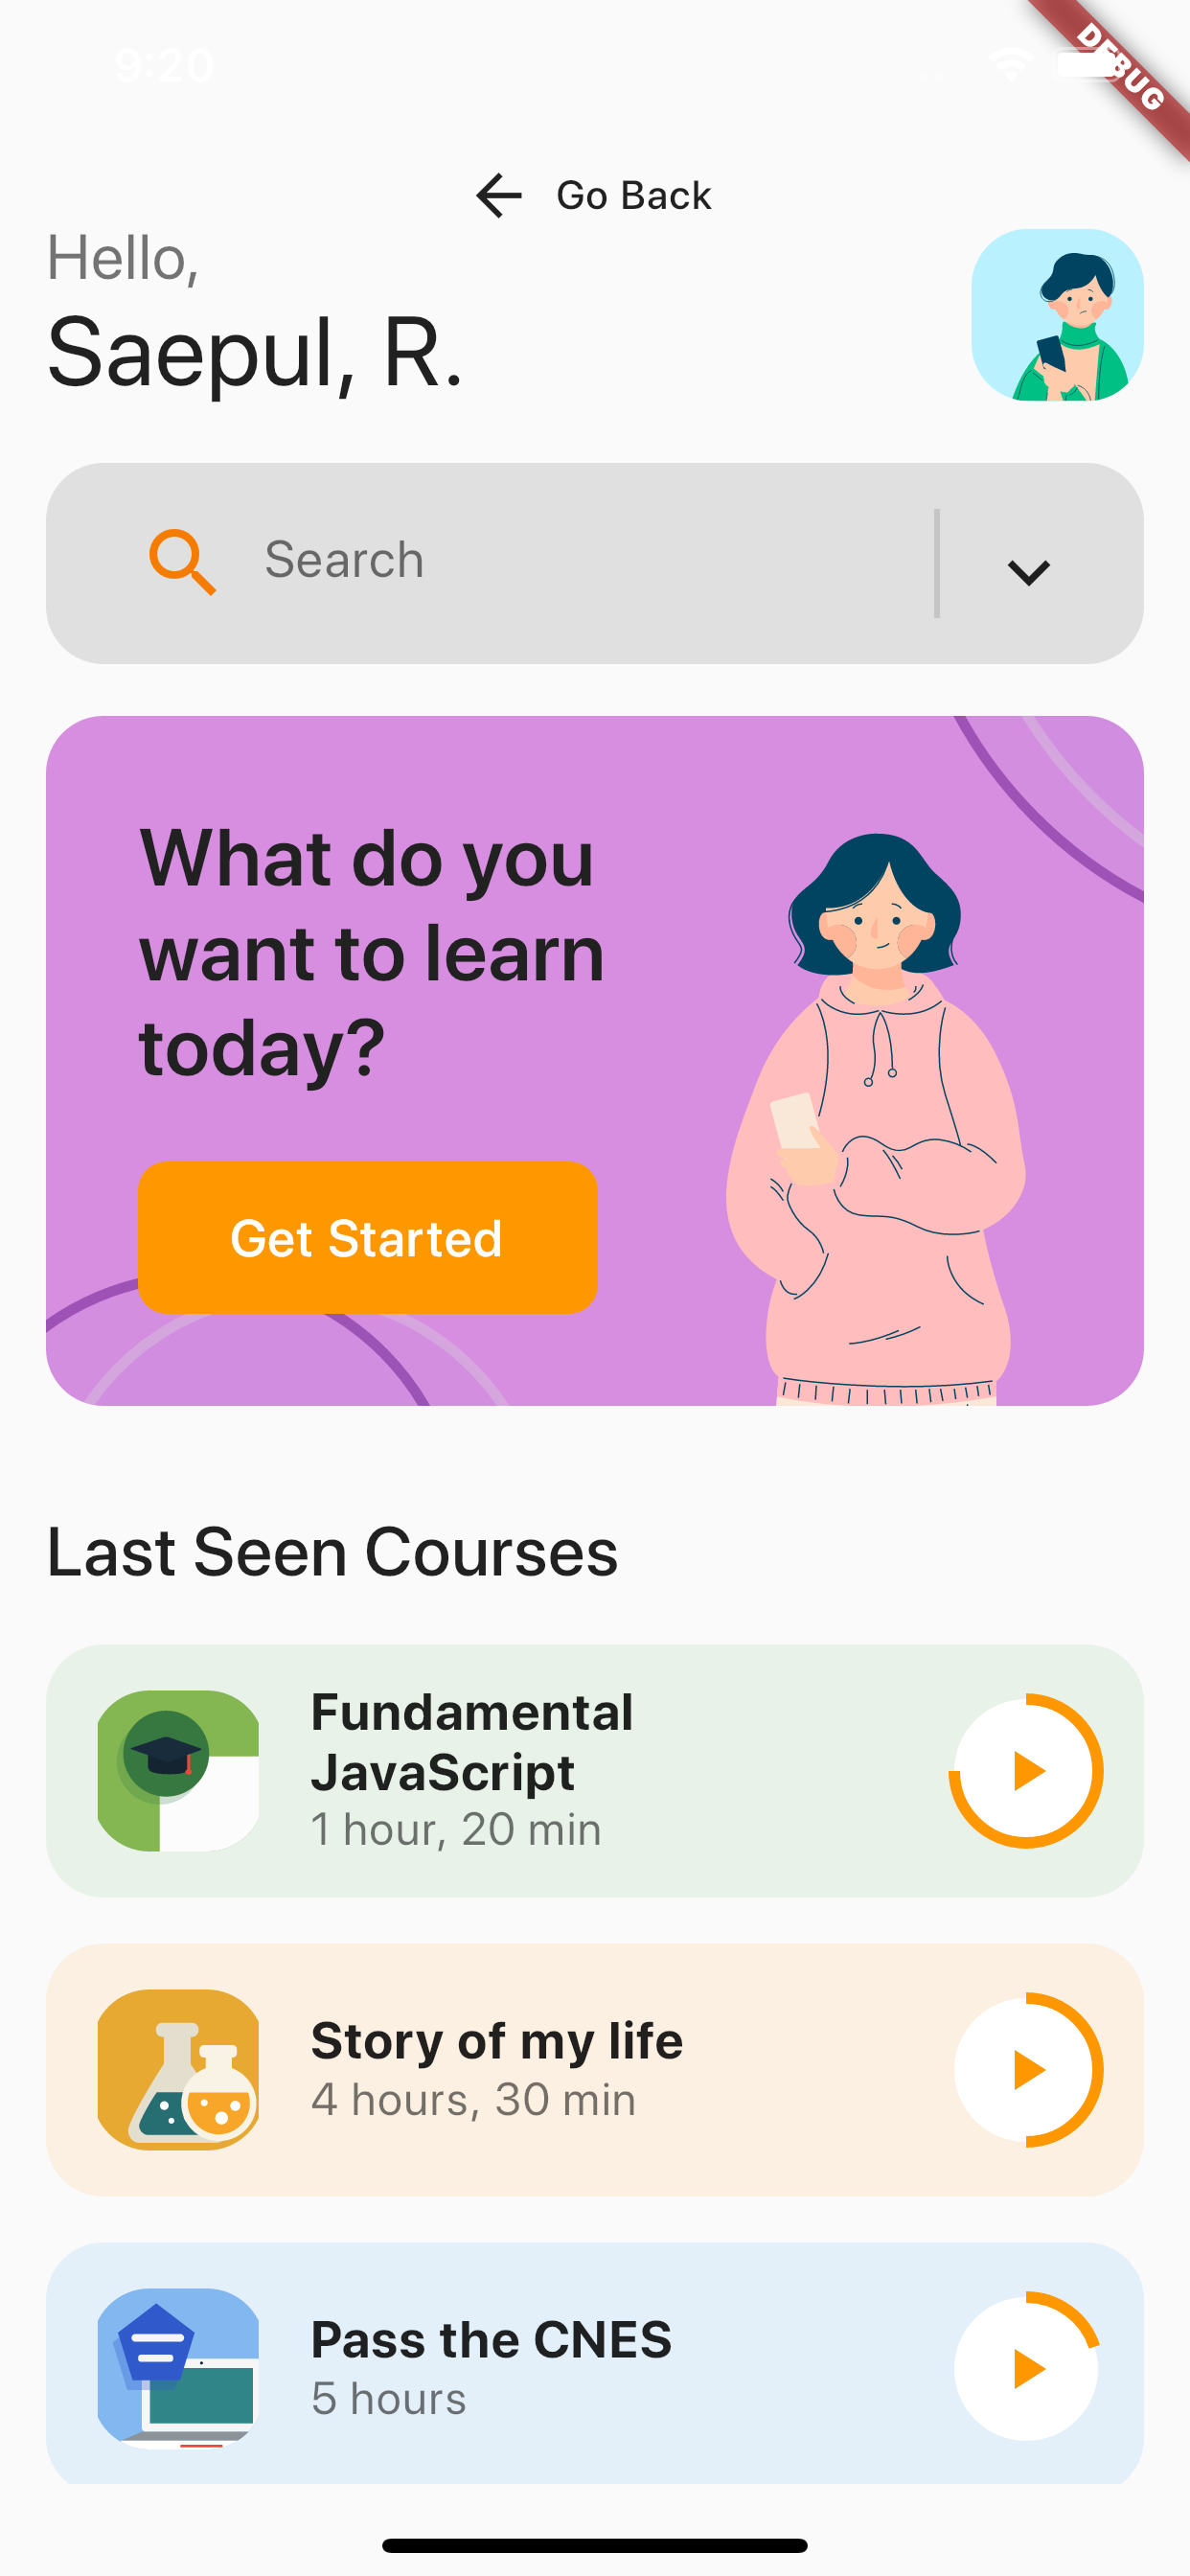 9:20
DEBUG
Go Back
Hello,
Saepul, R.
Search
What do you
want to learn
today?
Get Started
Last Seen Courses
Fundamental
JavaScript
1 hour, 20 min
Story of my life
4 hours, 30 min
Pass the CNES
5 hours